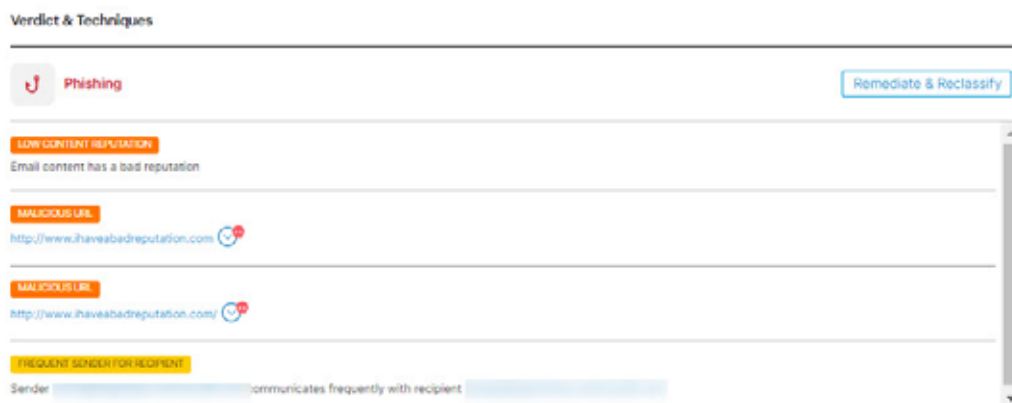 Verdict & Techniques
Phishing
Remediate & Reclassify
LOW CONTENT REPUTATION
Email content has a bad reputation
MALICIOUS URL
http://www.ihaveabadreputation.com
MALICIOUS URL
http://www.ihaveabadreputation.com/
FREQUENT SENDER FOR RECIPIENT
Sender communicates frequently with recipient